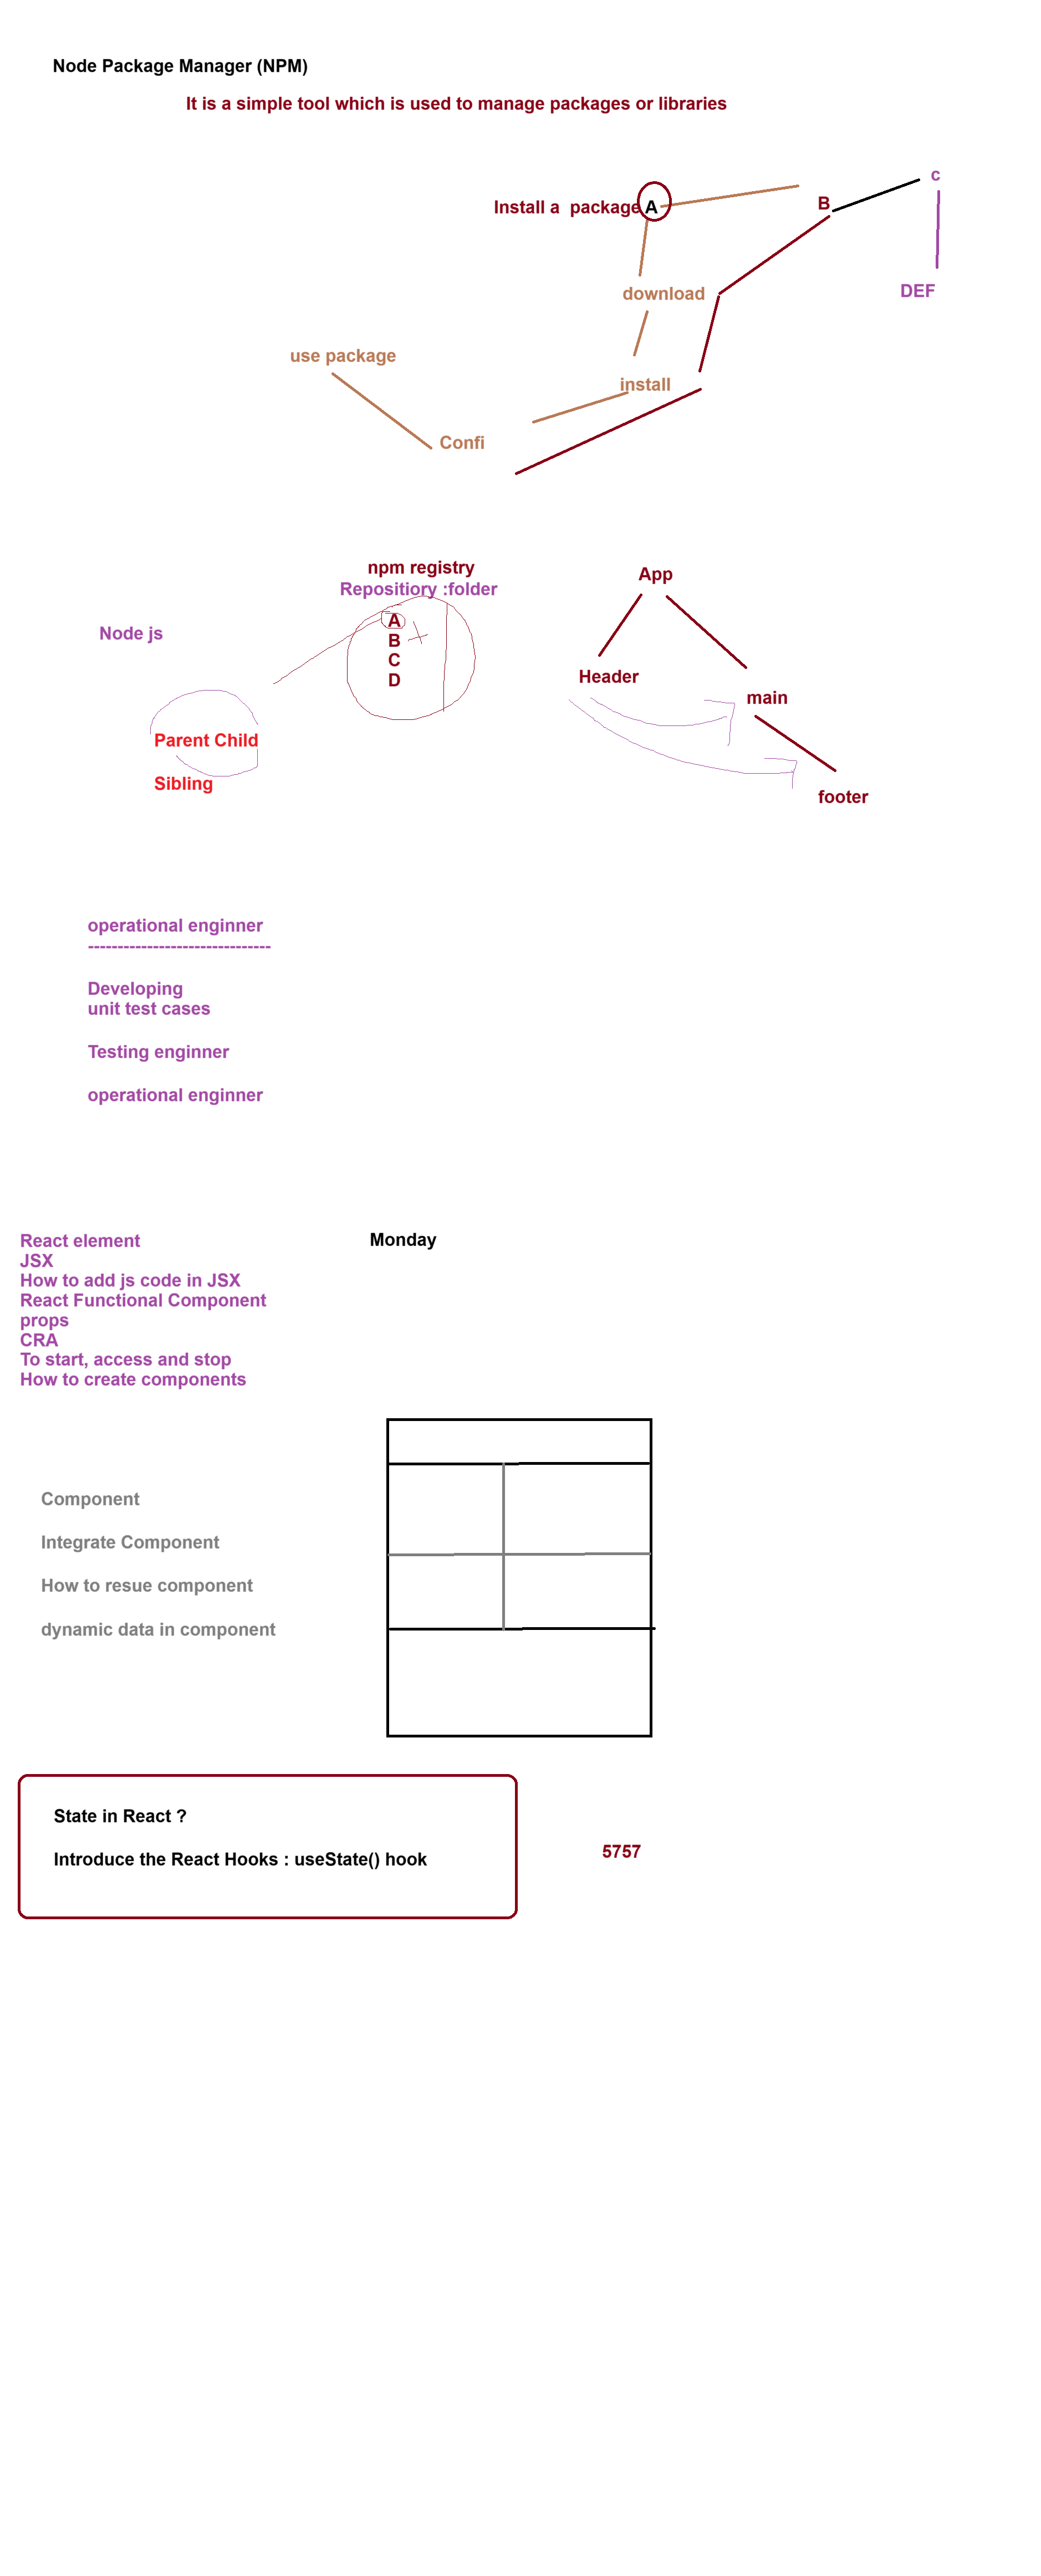 Node Package Manager (NPM)
It is a simple tool which is used to manage packages or libraries
c
B
Install a  package A
download
DEF
use package
install
Confi
npm registry
Repositiory :folder
A
B
C
D
Node js
Parent Child
Sibling
App
Header
main
footer
operational enginner
-------------------------------
Developing
unit test cases
Testing enginner
operational enginner
React element
JSX
How to add js code in JSX
React Functional Component
props
CRA
To start, access and stop
How to create components
Monday
Component
Integrate Component
How to resue component
dynamic data in component
State in React ?
Introduce the React Hooks : useState() hook
5757